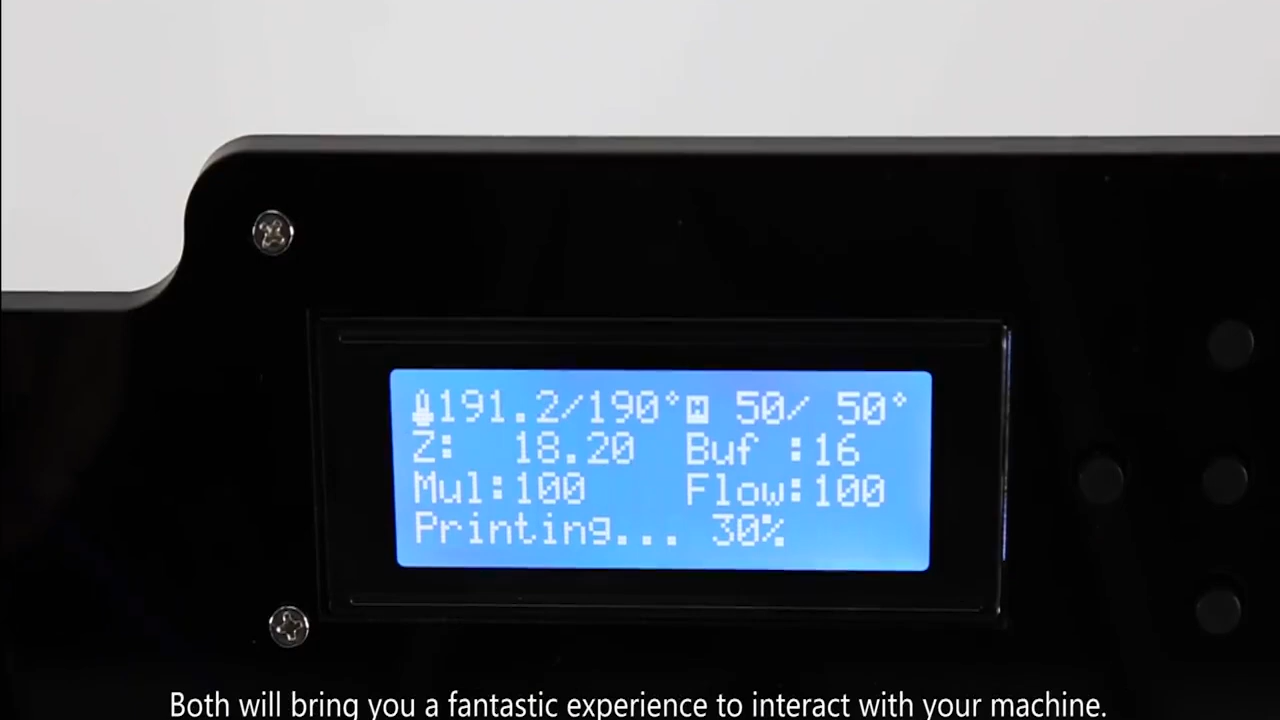 191.2/190° 50/ 50°
Z: 18.20 Buf :16
Mul:100 Flow:100
Printing... 30%
Both will bring you a fantastic experience to interact with your machine.